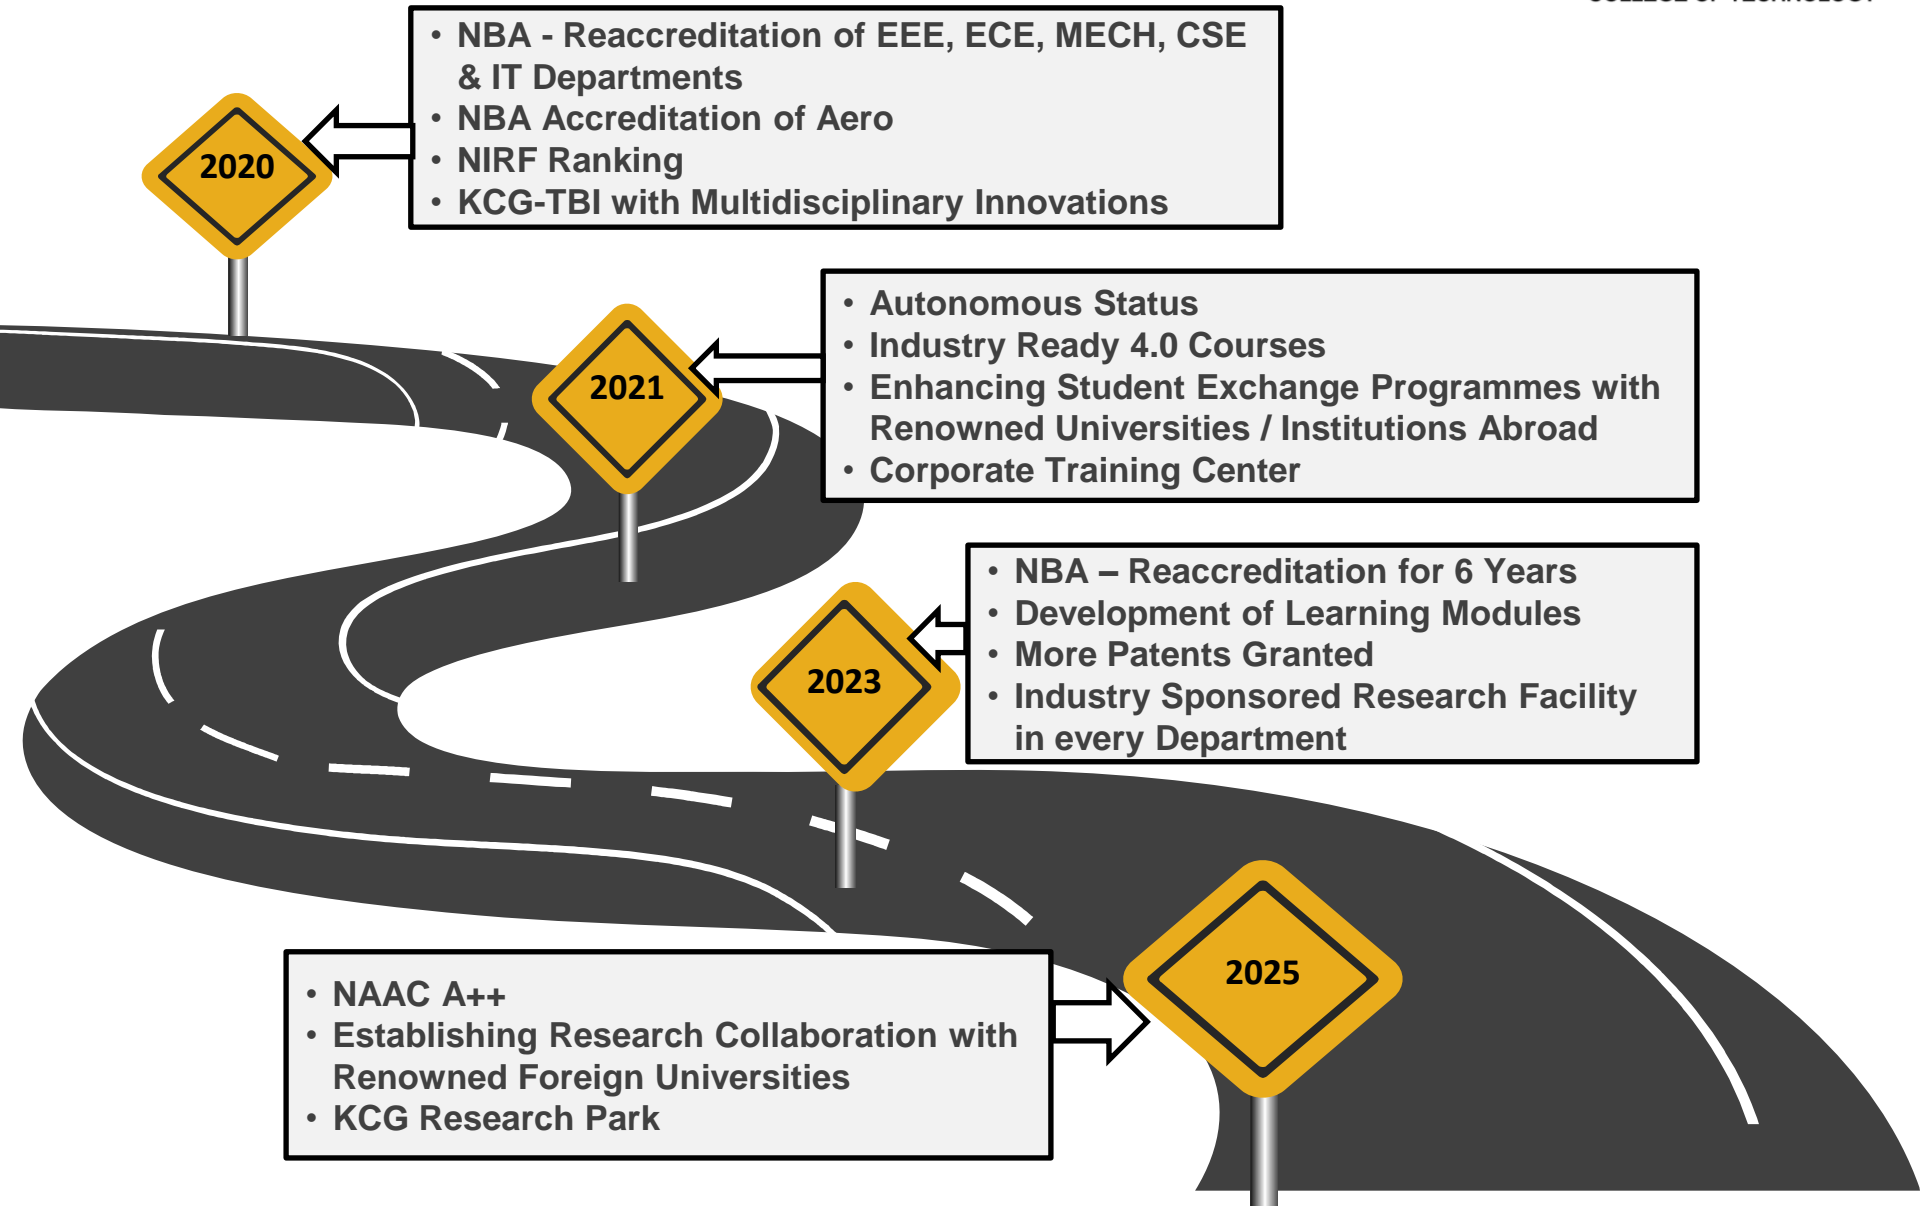 COLLEGE OF TECHNOLOGY
• NBA - Reaccreditation of EEE, ECE, MECH, CSE
& IT Departments
• NBA Accreditation of Aero
• NIRF Ranking
• KCG-TBI with Multidisciplinary Innovations
2020
• Autonomous Status
• Industry Ready 4.0 Courses
• Enhancing Student Exchange Programmes with
Renowned Universities / Institutions Abroad
• Corporate Training Center
2021
• NBA – Reaccreditation for 6 Years
• Development of Learning Modules
• More Patents Granted
• Industry Sponsored Research Facility
in every Department
2023
• NAAC A++
• Establishing Research Collaboration with
Renowned Foreign Universities
• KCG Research Park
2025